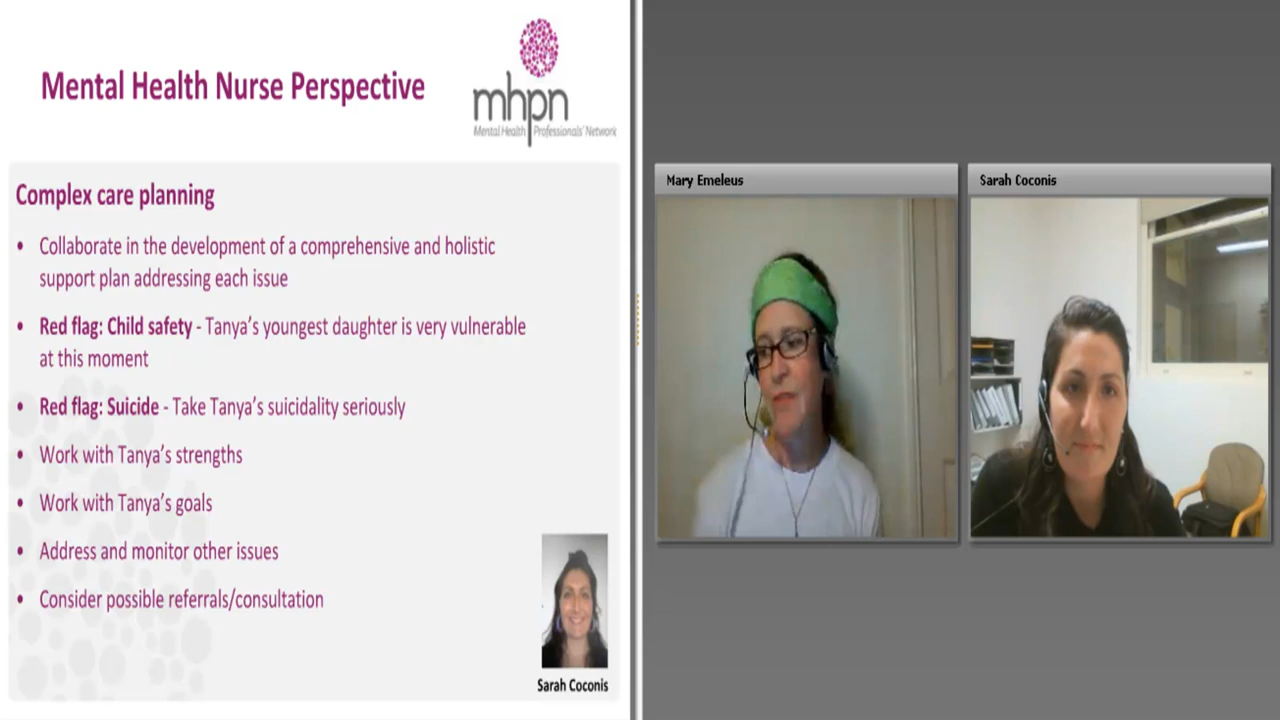 Mental Health Nurse Perspective
mhpn
Mental Health Professionals' Network
Complex care planning
• Collaborate in the development of a comprehensive and holistic
support plan addressing each issue
• Red flag: Child safety - Tanya's youngest daughter is very vulnerable
at this moment
• Red flag: Suicide - Take Tanya's suicidality seriously
• Work with Tanya's strengths
• Work with Tanya's goals
• Address and monitor other issues
• Consider possible referrals/consultation
Sarah Coconis
Mary Emeleus
Sarah Coconis